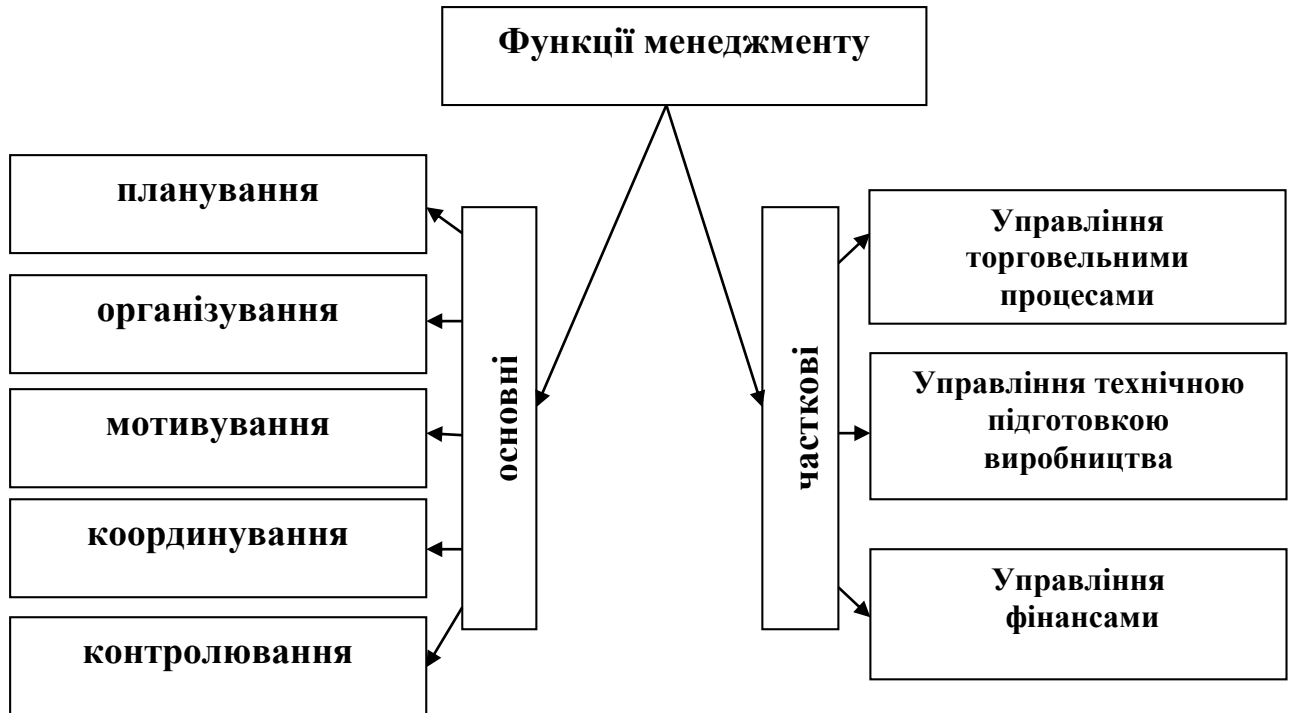 Функції менеджменту
планування
організування
мотивування
координування
контролювання
основні
часткові
Управління
торговельними
процесами
Управління технічною
підготовкою
виробництва
Управління
фінансами